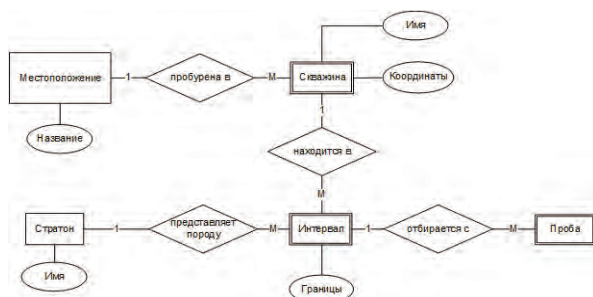 Имя
Местоположение
1
пробурена в
М
Скважина
Координаты
Название
1
находится в
М
Стратон
1
представляет
породу
М
Интервал
1
отбирается с
М
Проба
Имя
Границы